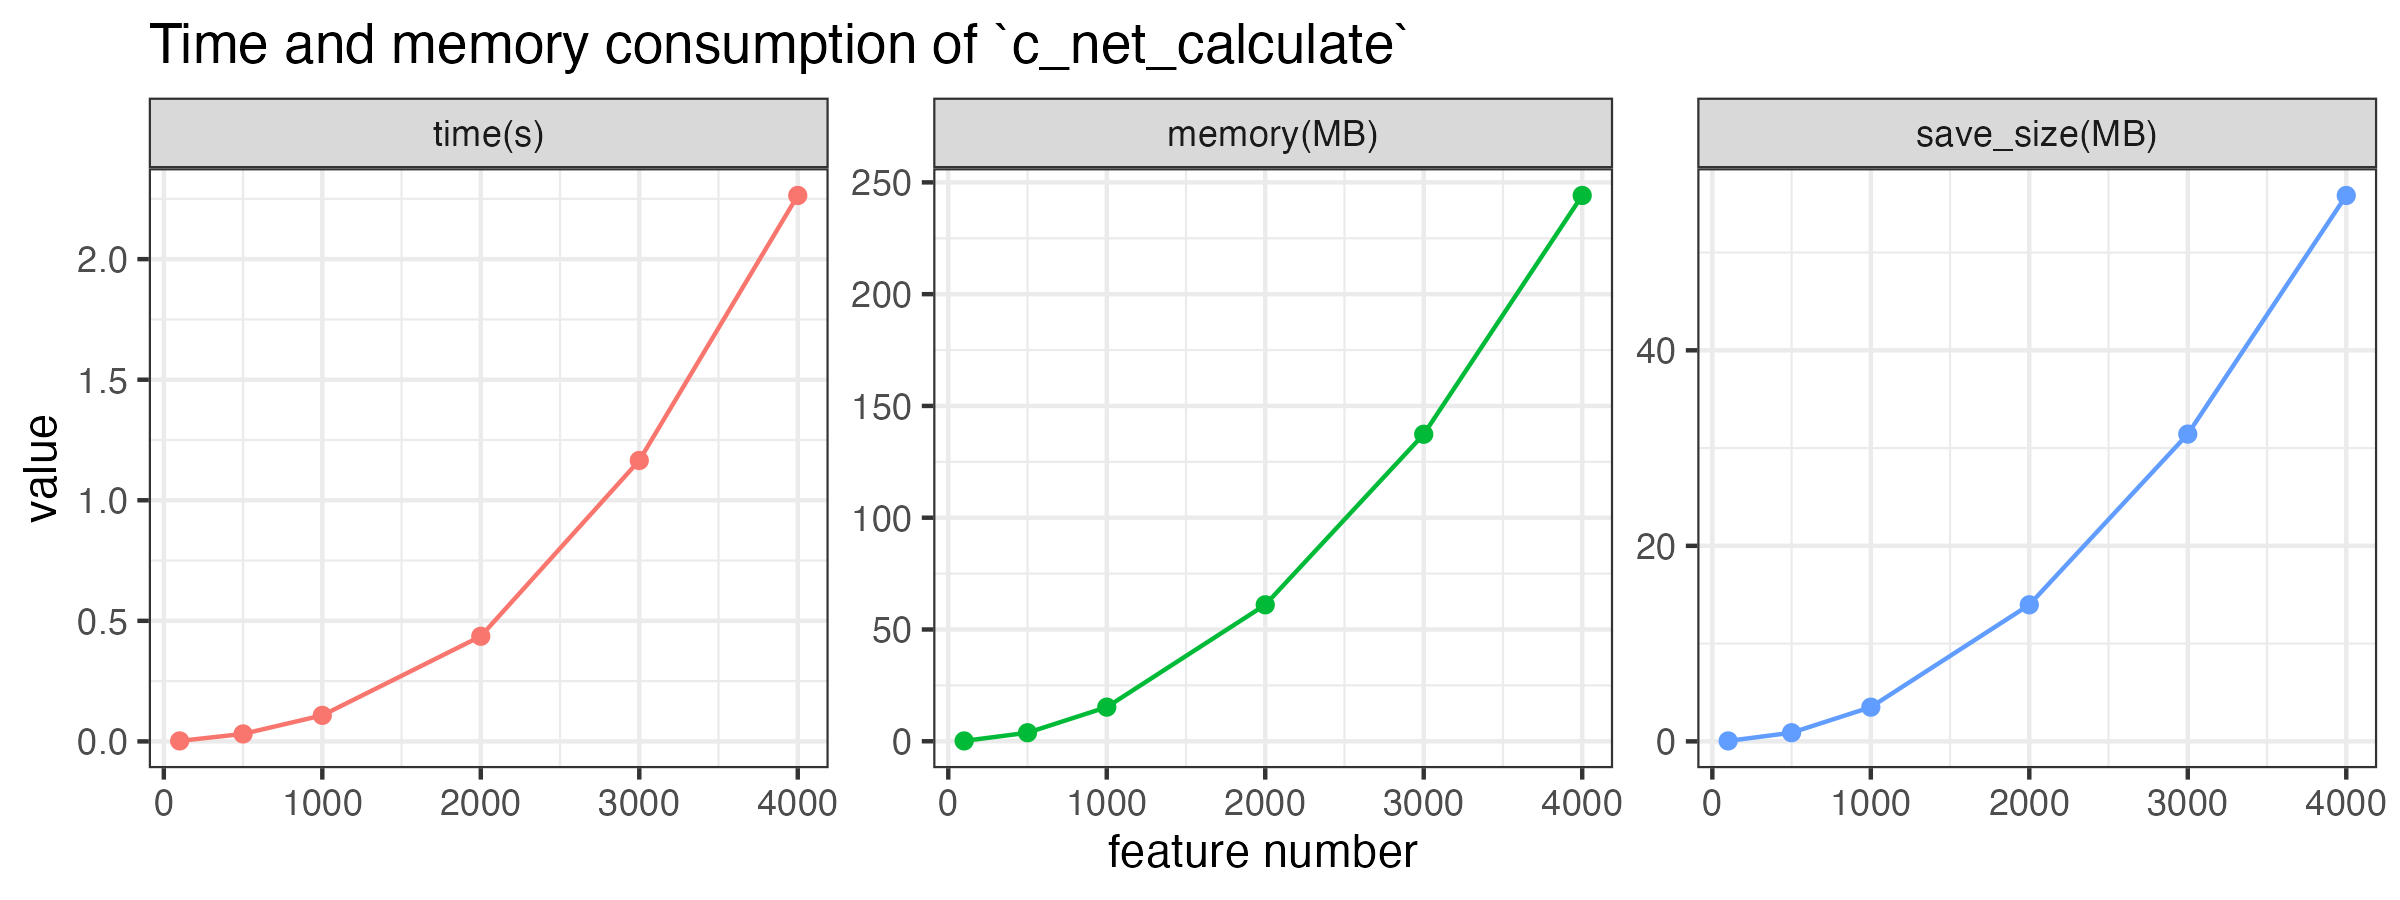 Time and memory consumption of `c_net_calculate`
time(s)
memory(MB)
save_size(MB)
value
2.0
1.5
1.0
0.5
0.0
250
200
150
100
50
0
40
20
0
0 1000 2000 3000 4000
0 1000 2000 3000 4000
0 1000 2000 3000 4000
feature number